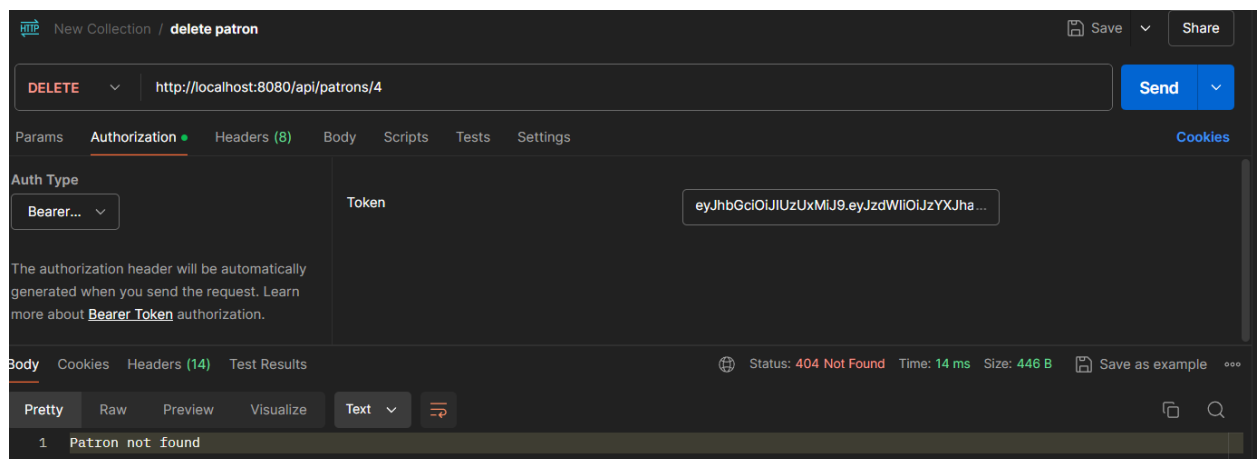 HTTP New Collection / delete patron Save Share
DELETE http://localhost:8080/api/patrons/4 Send
Params Authorization Headers (8) Body Scripts Tests Settings Cookies
Auth Type
Bearer... Token eyJhbGciOiJIUzUxMiJ9.eyJzdWIiOiJzYXJha...
The authorization header will be automatically
generated when you send the request. Learn
more about Bearer Token authorization.
Body Cookies Headers (14) Test Results Status: 404 Not Found Time: 14 ms Size: 446 B Save as example
Pretty Raw Preview Visualize Text
1 Patron not found